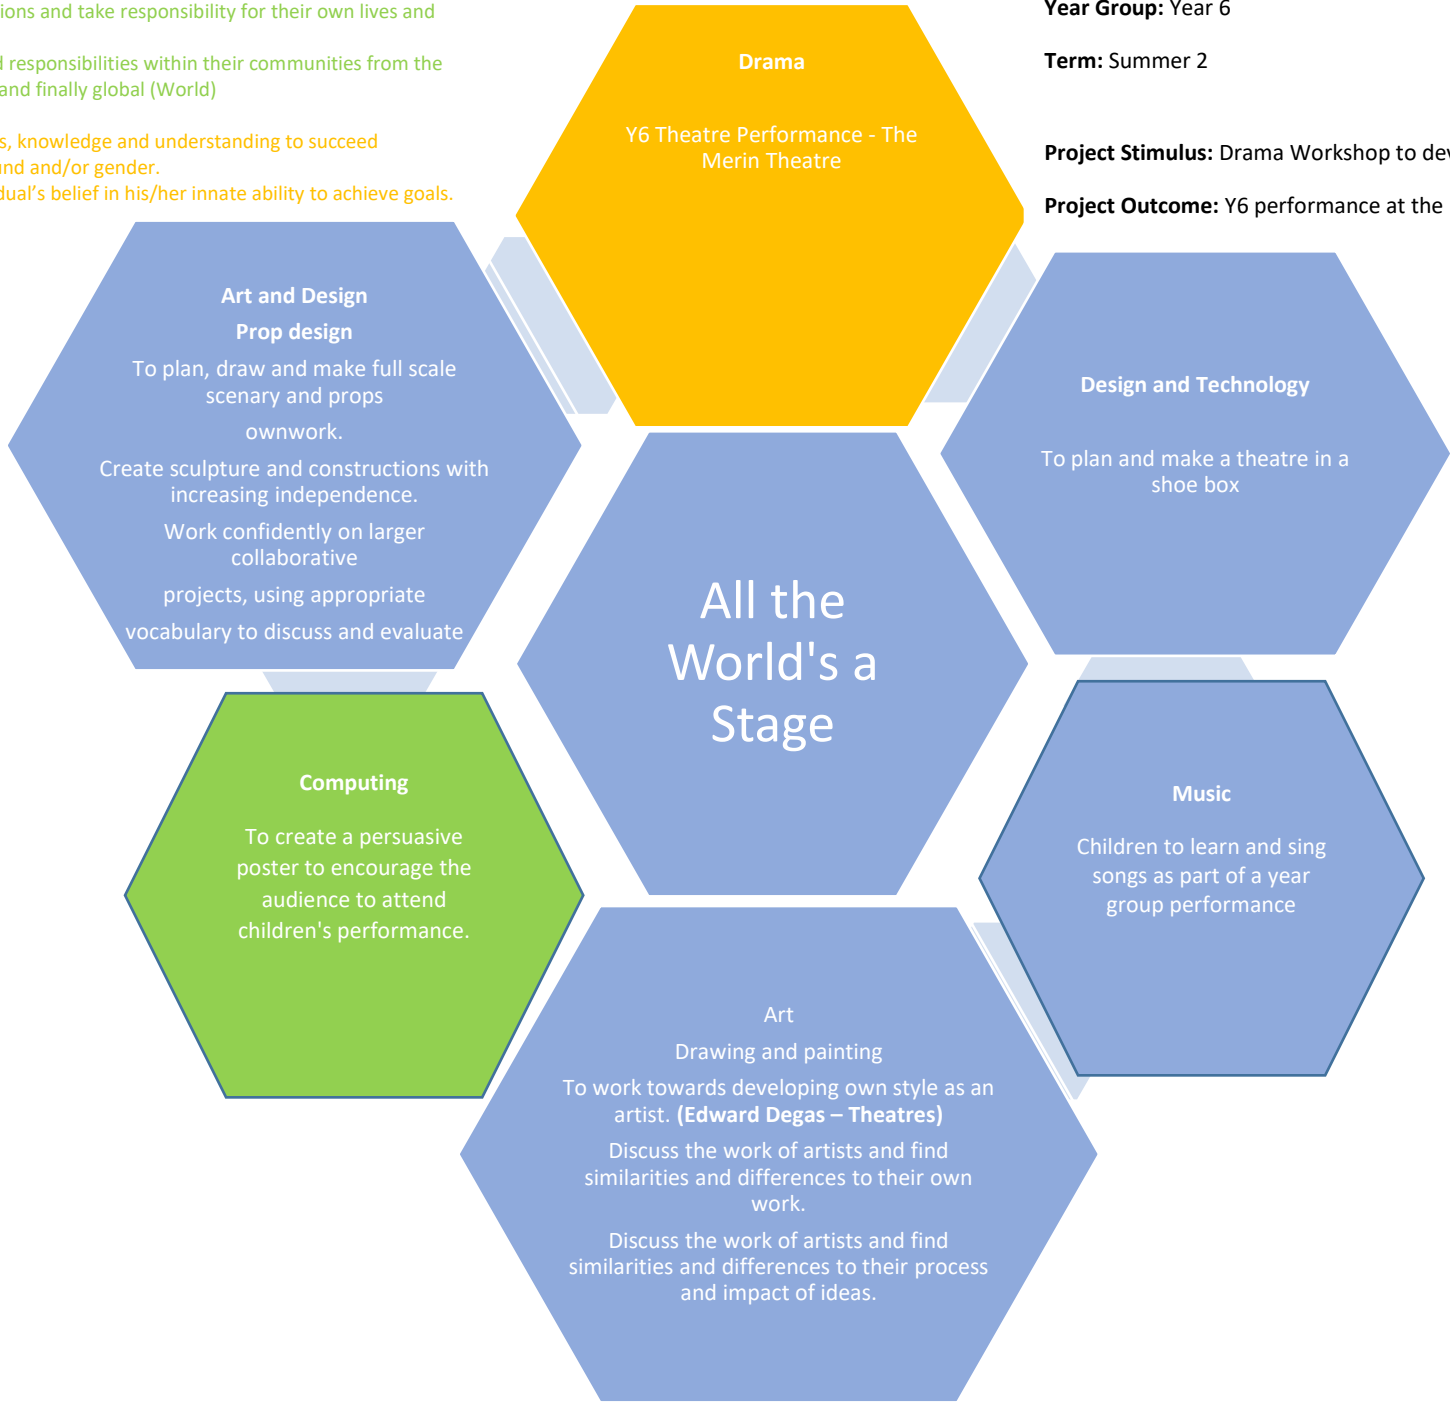 ions and take responsibility for their own lives and
d responsibilities within their communities from the
and finally global (World)
s, knowledge and understanding to succeed
und and/or gender.
dual's belief in his/her innate ability to achieve goals.
Year Group: Year 6
Term: Summer 2
Project Stimulus: Drama Workshop to dev
Project Outcome: Y6 performance at the
Drama
Y6 Theatre Performance - The
Merin Theatre
Art and Design
Prop design
To plan, draw and make full scale
scenary and props
ownwork.
Create sculpture and constructions with
increasing independence.
Work confidently on larger
collaborative
projects, using appropriate
vocabulary to discuss and evaluate
Design and Technology
To plan and make a theatre in a
shoe box
All the
World's a
Stage
Computing
To create a persuasive
poster to encourage the
audience to attend
children's performance.
Music
Children to learn and sing
songs as part of a year
group performance
Art
Drawing and painting
To work towards developing own style as an
artist. (Edward Degas – Theatres)
Discuss the work of artists and find
similarities and differences to their own
work.
Discuss the work of artists and find
similarities and differences to their process
and impact of ideas.